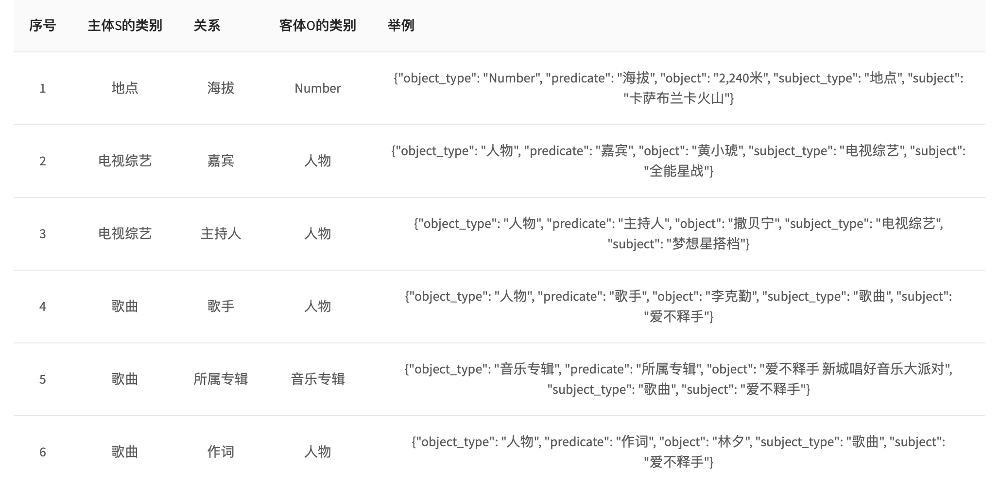 序号 主体S的类别 关系 客体O的类别 举例
1 地点 海拔 Number {"object_type": "Number", "predicate": "海拔", "object": "2,240米", "subject_type": "地点", "subject":
"卡萨布兰卡火山"}
2 电视综艺 嘉宾 人物 {"object_type": "人物", "predicate": "嘉宾", "object": "黄小琥", "subject_type": "电视综艺", "subject":
"全能星战"}
3 电视综艺 主持人 人物 {"object_type": "人物", "predicate": "主持人", "object": "撒贝宁", "subject_type": "电视综艺",
"subject": "梦想星搭档"}
4 歌曲 歌手 人物 {"object_type": "人物", "predicate": "歌手", "object": "李克勤", "subject_type": "歌曲", "subject":
"爱不释手"}
5 歌曲 所属专辑 音乐专辑 {"object_type": "音乐专辑", "predicate": "所属专辑", "object": "爱不释手 新城唱好音乐大派对",
"subject_type": "歌曲", "subject": "爱不释手"}
6 歌曲 作词 人物 {"object_type": "人物", "predicate": "作词", "object": "林夕", "subject_type": "歌曲", "subject":
"爱不释手"}